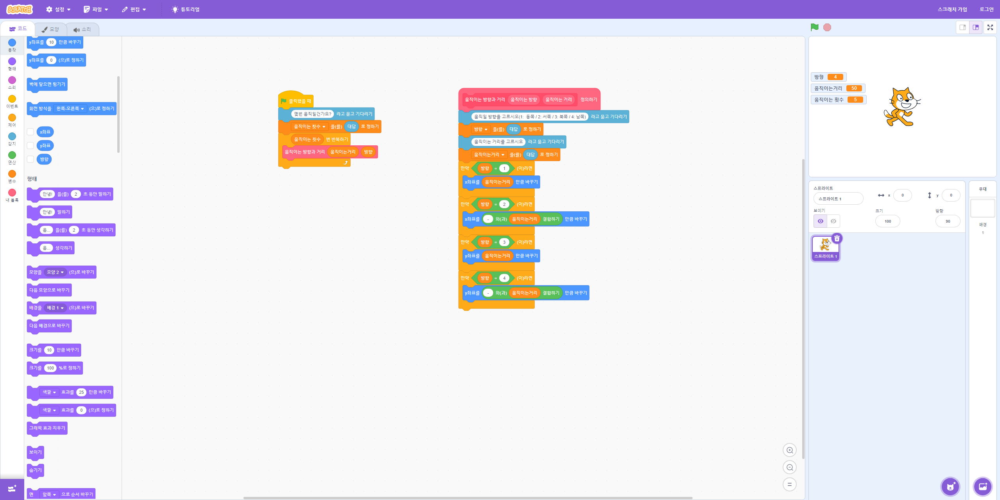 SCRATCH 설정 파일 편집 튜토리얼 스크래치 가입 로그인
코드 모양 소리
동작
형태
소리
이벤트
제어
감지
연산
변수
내 블록
y좌표를 10 만큼 바꾸기
y좌표를 0 (으)로 정하기
벽에 닿으면 튕기기
회전 방식을 왼쪽-오른쪽 (으)로 정하기
x좌표
y좌표
방향
형태
안녕! 을(를) 2 초 동안 말하기
안녕! 말하기
음... 을(를) 2 초 동안 생각하기
음... 생각하기
모양을 모양 2 (으)로 바꾸기
다음 모양으로 바꾸기
배경을 배경 1 (으)로 바꾸기
다음 배경으로 바꾸기
크기를 10 만큼 바꾸기
크기를 100 %로 정하기
색깔 효과를 25 만큼 바꾸기
색깔 효과를 0 (으)로 정하기
그래픽 효과 지우기
보이기
숨기기
맨 앞쪽 으로 순서 바꾸기
클릭했을 때
몇번 움직일건가요? 라고 묻고 기다리기
움직이는 횟수 을(를) 대답 로 정하기
움직이는 횟수 번 반복하기
움직이는 방향과 거리 움직이는거리 방향
움직이는 방향과 거리 움직이는 방향 움직이는 거리 정의하기
움직일 방향을 고르시오(1: 동쪽 / 2: 서쪽 / 3: 북쪽 / 4: 남쪽) 라고 묻고 기다리기
방향 을(를) 대답 로 정하기
움직이는 거리를 고르시오 라고 묻고 기다리기
움직이는거리 을(를) 대답 로 정하기
만약 방향 = 1 (이)라면
x좌표를 움직이는거리 만큼 바꾸기
만약 방향 = 2 (이)라면
x좌표를 - 와(과) 움직이는거리 결합하기 만큼 바꾸기
만약 방향 = 3 (이)라면
y좌표를 움직이는거리 만큼 바꾸기
만약 방향 = 4 (이)라면
y좌표를 - 와(과) 움직이는거리 결합하기 만큼 바꾸기
방향 4
움직이는거리 50
움직이는 횟수 5
스프라이트
스프라이트 1 x 0 y 0
보이기 크기 방향
100 90
스프라이트 1
무대
배경
1